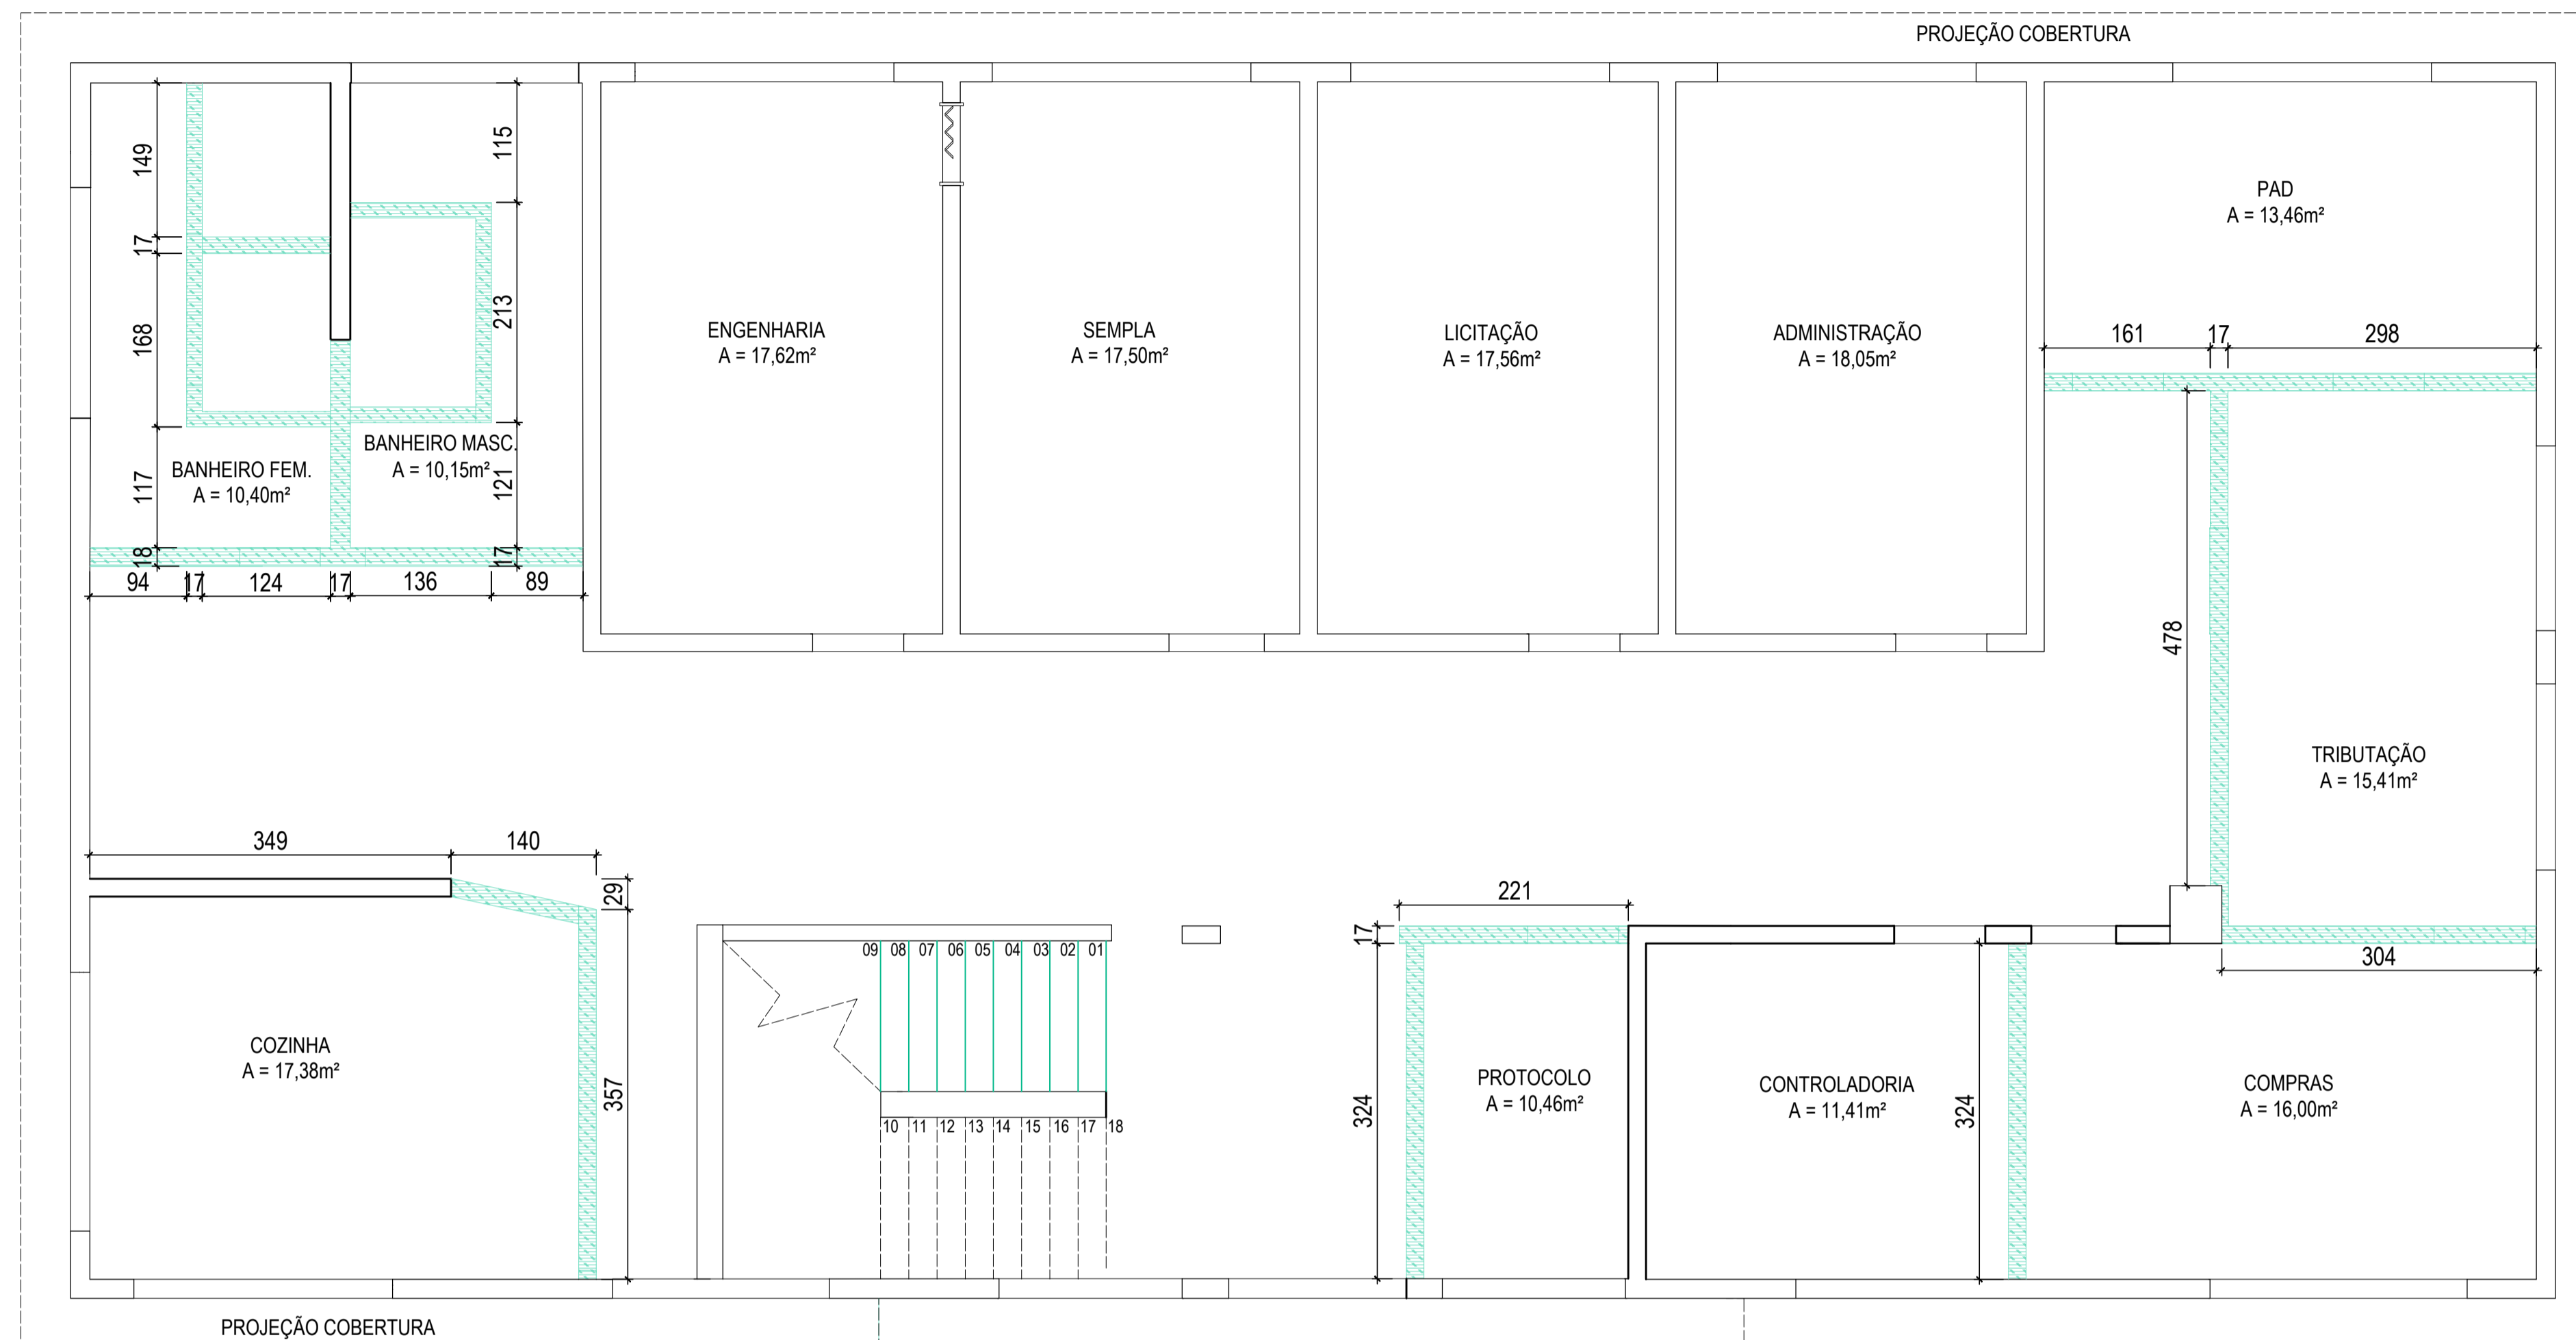 PROJEÇÃO COBERTURA
149
17
168
117
18
115
213
121
17
BANHEIRO FEM.
A = 10,40m²
BANHEIRO MASC.
A = 10,15m²
94
17
124
17
136
89
ENGENHARIA
A = 17,62m²
SEMPLA
A = 17,50m²
LICITAÇÃO
A = 17,56m²
ADMINISTRAÇÃO
A = 18,05m²
PAD
A = 13,46m²
161
17
298
478
TRIBUTAÇÃO
A = 15,41m²
349
140
29
357
COZINHA
A = 17,38m²
09 08 07 06 05 04 03 02 01
10 11 12 13 14 15 16 17 18
221
17
324
PROTOCOLO
A = 10,46m²
CONTROLADORIA
A = 11,41m²
324
304
COMPRAS
A = 16,00m²
PROJEÇÃO COBERTURA